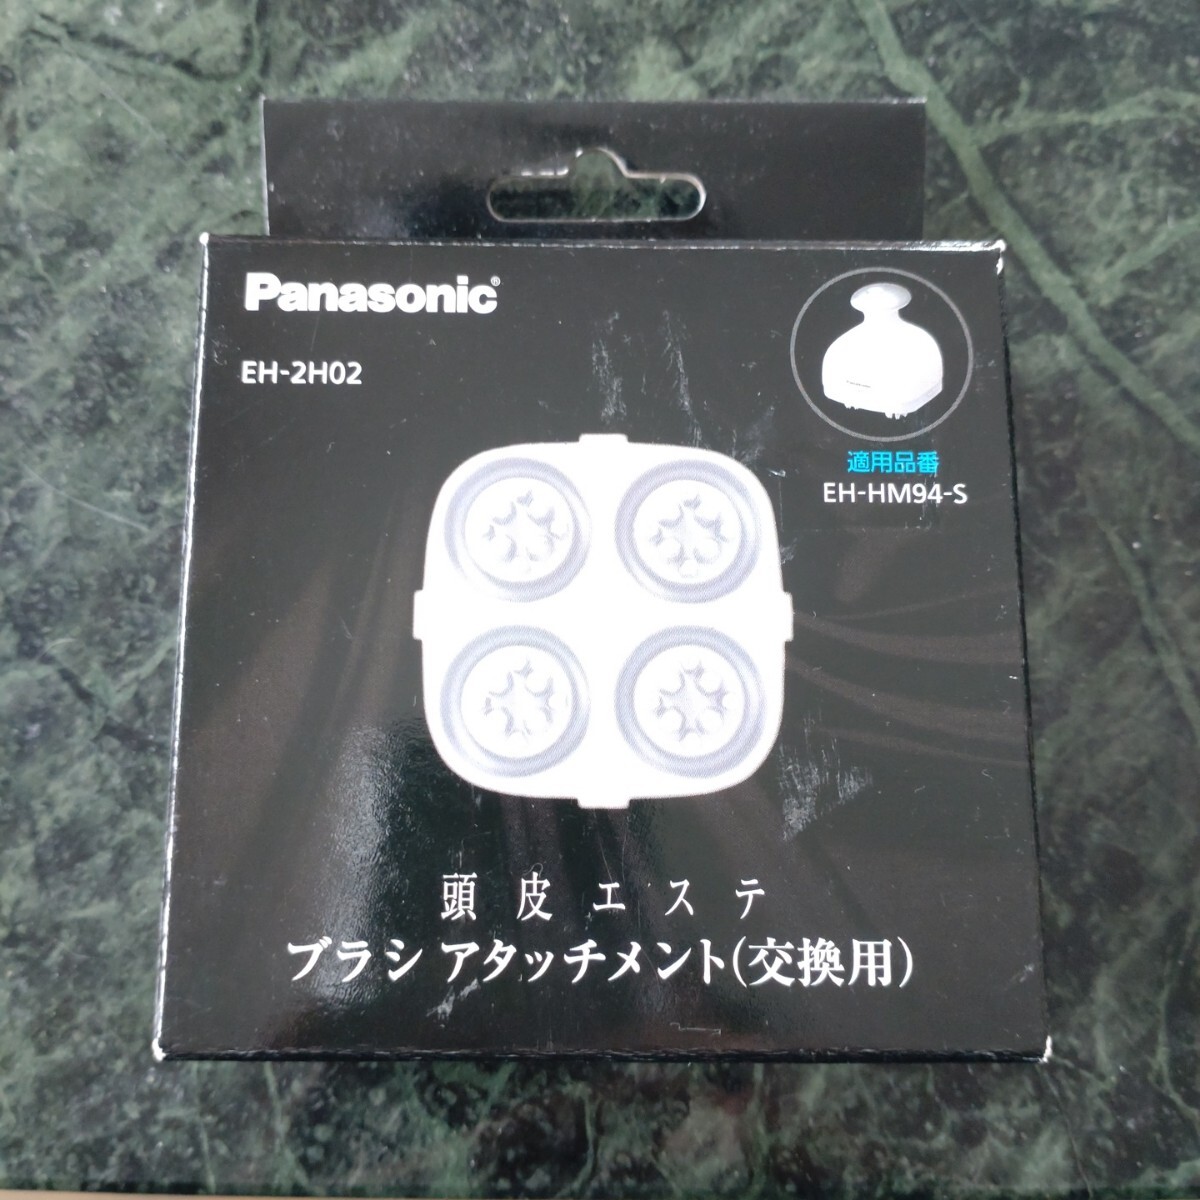 Panasonic®
EH-2H02
Panasonic
適用品番
EH-HM94-S
頭皮エステ
ブラシ アタッチメント(交換用)